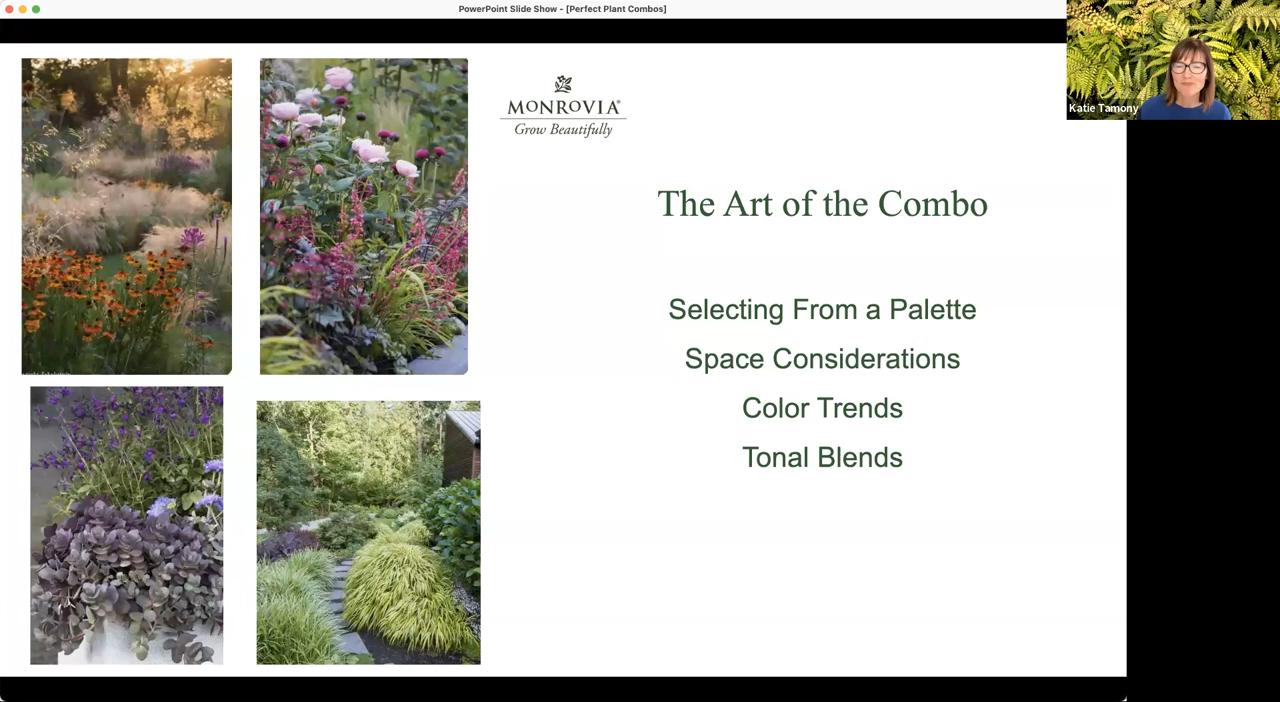 PowerPoint Slide Show - [Perfect Plant Combos]
Katie Tamony
MONROVIA®
Grow Beautifully
The Art of the Combo
Selecting From a Palette
Space Considerations
Color Trends
Tonal Blends